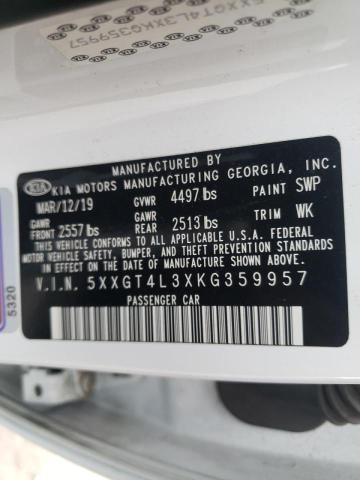 5XXGT4L3XKG359957
MANUFACTURED BY
KIA KIA MOTORS MANUFACTURING GEORGIA, INC.
MAR/12/19 GVWR 4497 lbs PAINT SWP
GAWR FRONT 2557 lbs GAWR REAR 2513 lbs TRIM WK
THIS VEHICLE CONFORMS TO ALL APPLICABLE U.S.A. FEDERAL
MOTOR VEHICLE SAFETY, BUMPER, AND THEFT PREVENTION
STANDARDS IN EFFECT ON THE DATE OF MANUFACTURE SHOWN ABOVE.
V.I.N. 5XXGT4L3XKG359957
PASSENGER CAR
5320